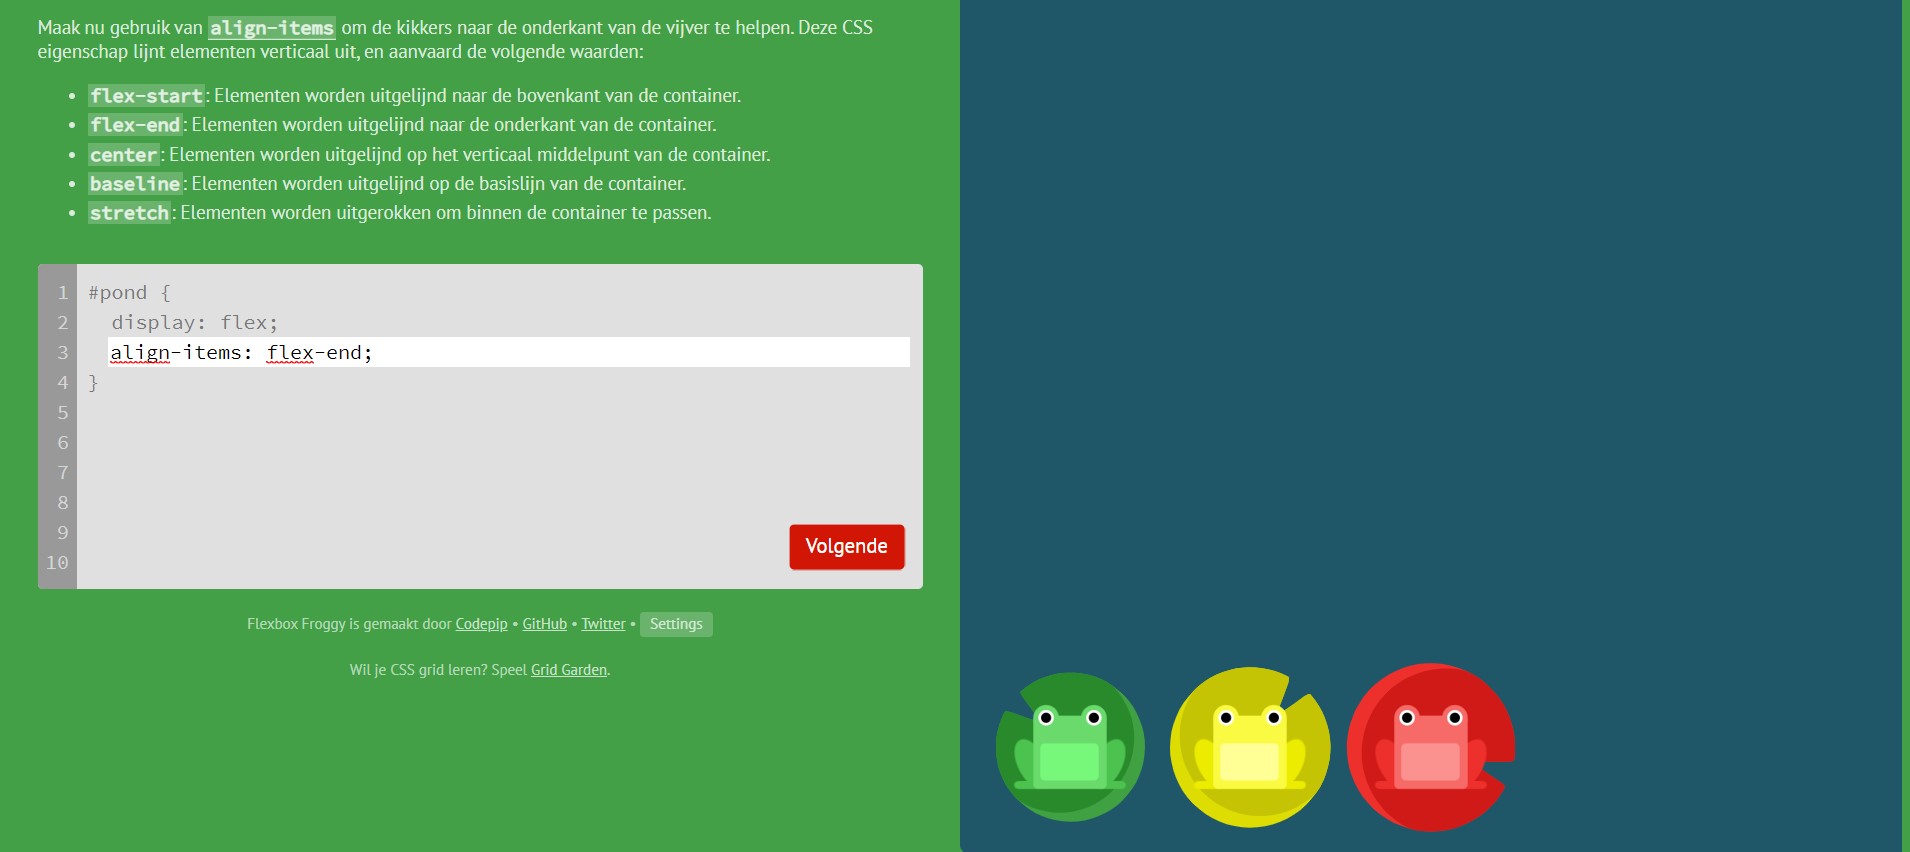 Maak nu gebruik van align-items om de kikkers naar de onderkant van de vijver te helpen. Deze CSS
eigenschap lijnt elementen verticaal uit, en aanvaard de volgende waarden:
• flex-start: Elementen worden uitgelijnd naar de bovenkant van de container.
• flex-end: Elementen worden uitgelijnd naar de onderkant van de container.
• center: Elementen worden uitgelijnd op het verticaal middelpunt van de container.
• baseline: Elementen worden uitgelijnd op de basislijn van de container.
• stretch: Elementen worden uitgerokken om binnen de container te passen.
1 #pond {
2 display: flex;
3 align-items: flex-end;
4 }
5
6
7
8
9
10
Volgende
Flexbox Froggy is gemaakt door Codepip • GitHub • Twitter • Settings
Wil je CSS grid leren? Speel Grid Garden.